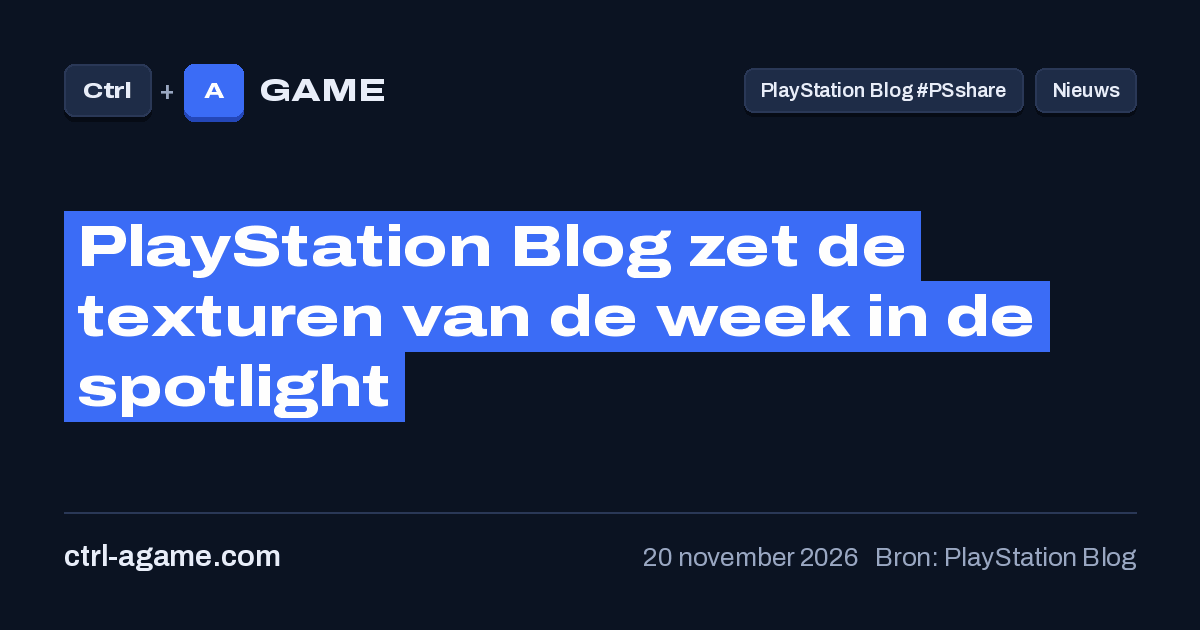 Ctrl + A GAME
PlayStation Blog #PSshare
Nieuws
PlayStation Blog zet de
texturen van de week in de
spotlight
ctrl-agame.com
20 november 2026 Bron: PlayStation Blog